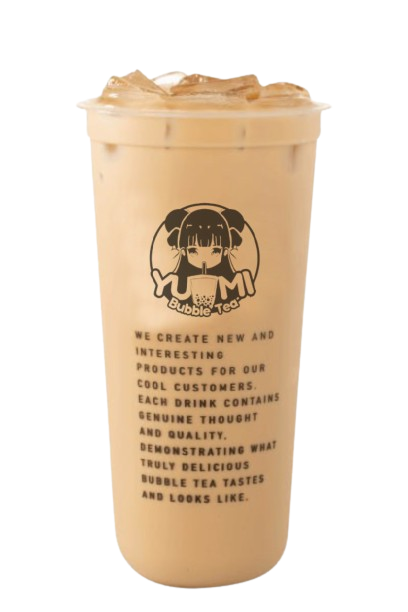 YUMI
Bubble Tea
WE CREATE NEW AND
INTERESTING
PRODUCTS FOR OUR
COOL CUSTOMERS.
EACH DRINK CONTAINS
GENUINE THOUGHT
AND QUALITY,
DEMONSTRATING WHAT
TRULY DELICIOUS
BUBBLE TEA TASTES
AND LOOKS LIKE.